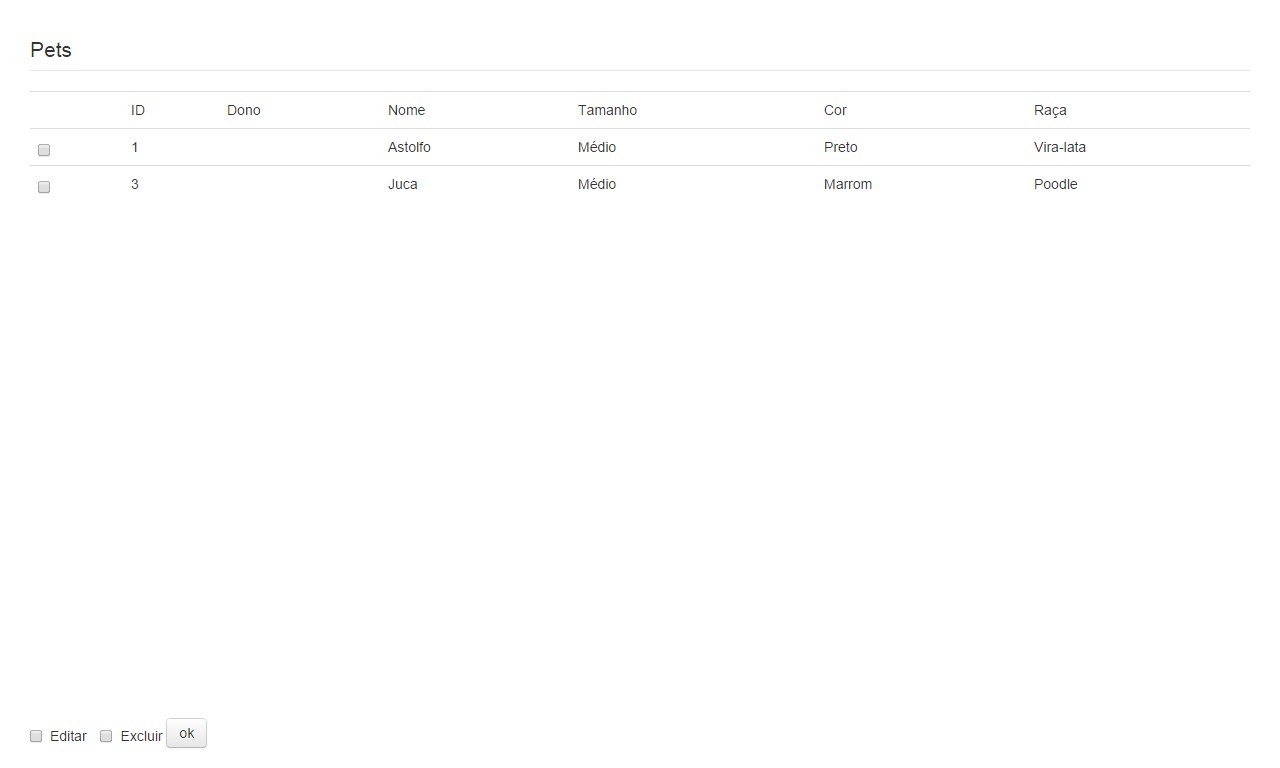 Pets
ID Dono Nome Tamanho Cor Raça
1 Astolfo Médio Preto Vira-lata
3 Juca Médio Marrom Poodle
Editar Excluir ok